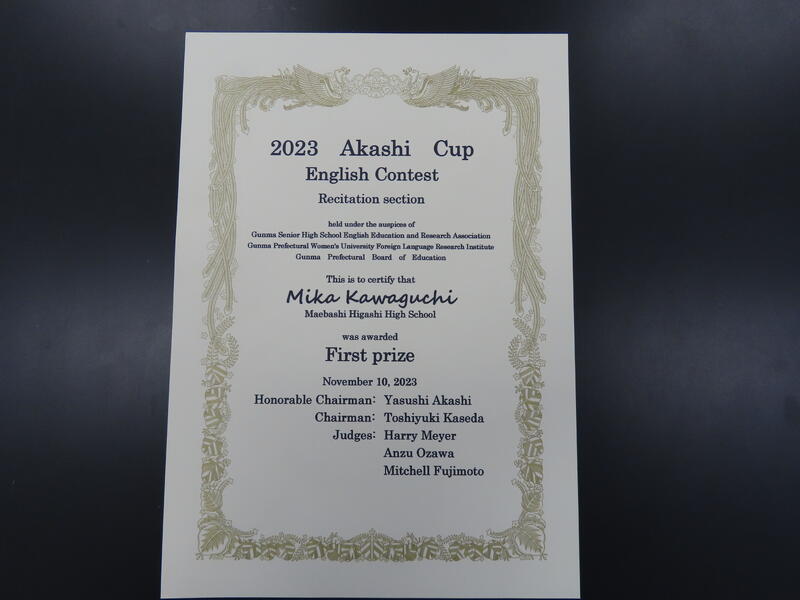 2023 Akashi Cup
English Contest
Recitation section
held under the auspices of
Gunma Senior High School English Education and Research Association
Gunma Prefectural Women's University Foreign Language Research Institute
Gunma Prefectural Board of Education
This is to certify that
Mika Kawaguchi
Maebashi Higashi High School
was awarded
First prize
November 10, 2023
Honorable Chairman: Yasushi Akashi
Chairman: Toshiyuki Kaseda
Judges: Harry Meyer
Anzu Ozawa
Mitchell Fujimoto